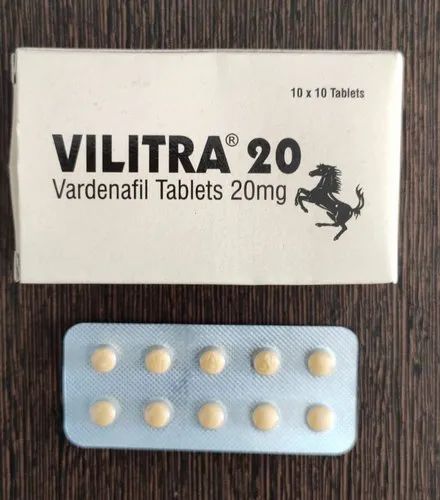 10 x 10 Tablets
VILITRA® 20
Vardenafil Tablets 20mg